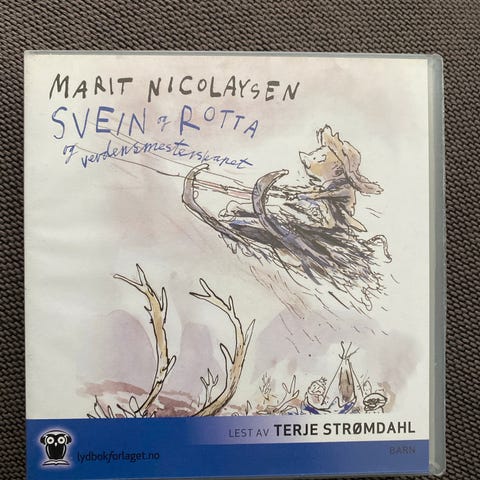 MARIT NICOLAYSEN
SVEIN og ROTTA
og verdensmesterskapet
LEST AV TERJE STRØMDAHL
lydbokforlaget.no
BARN